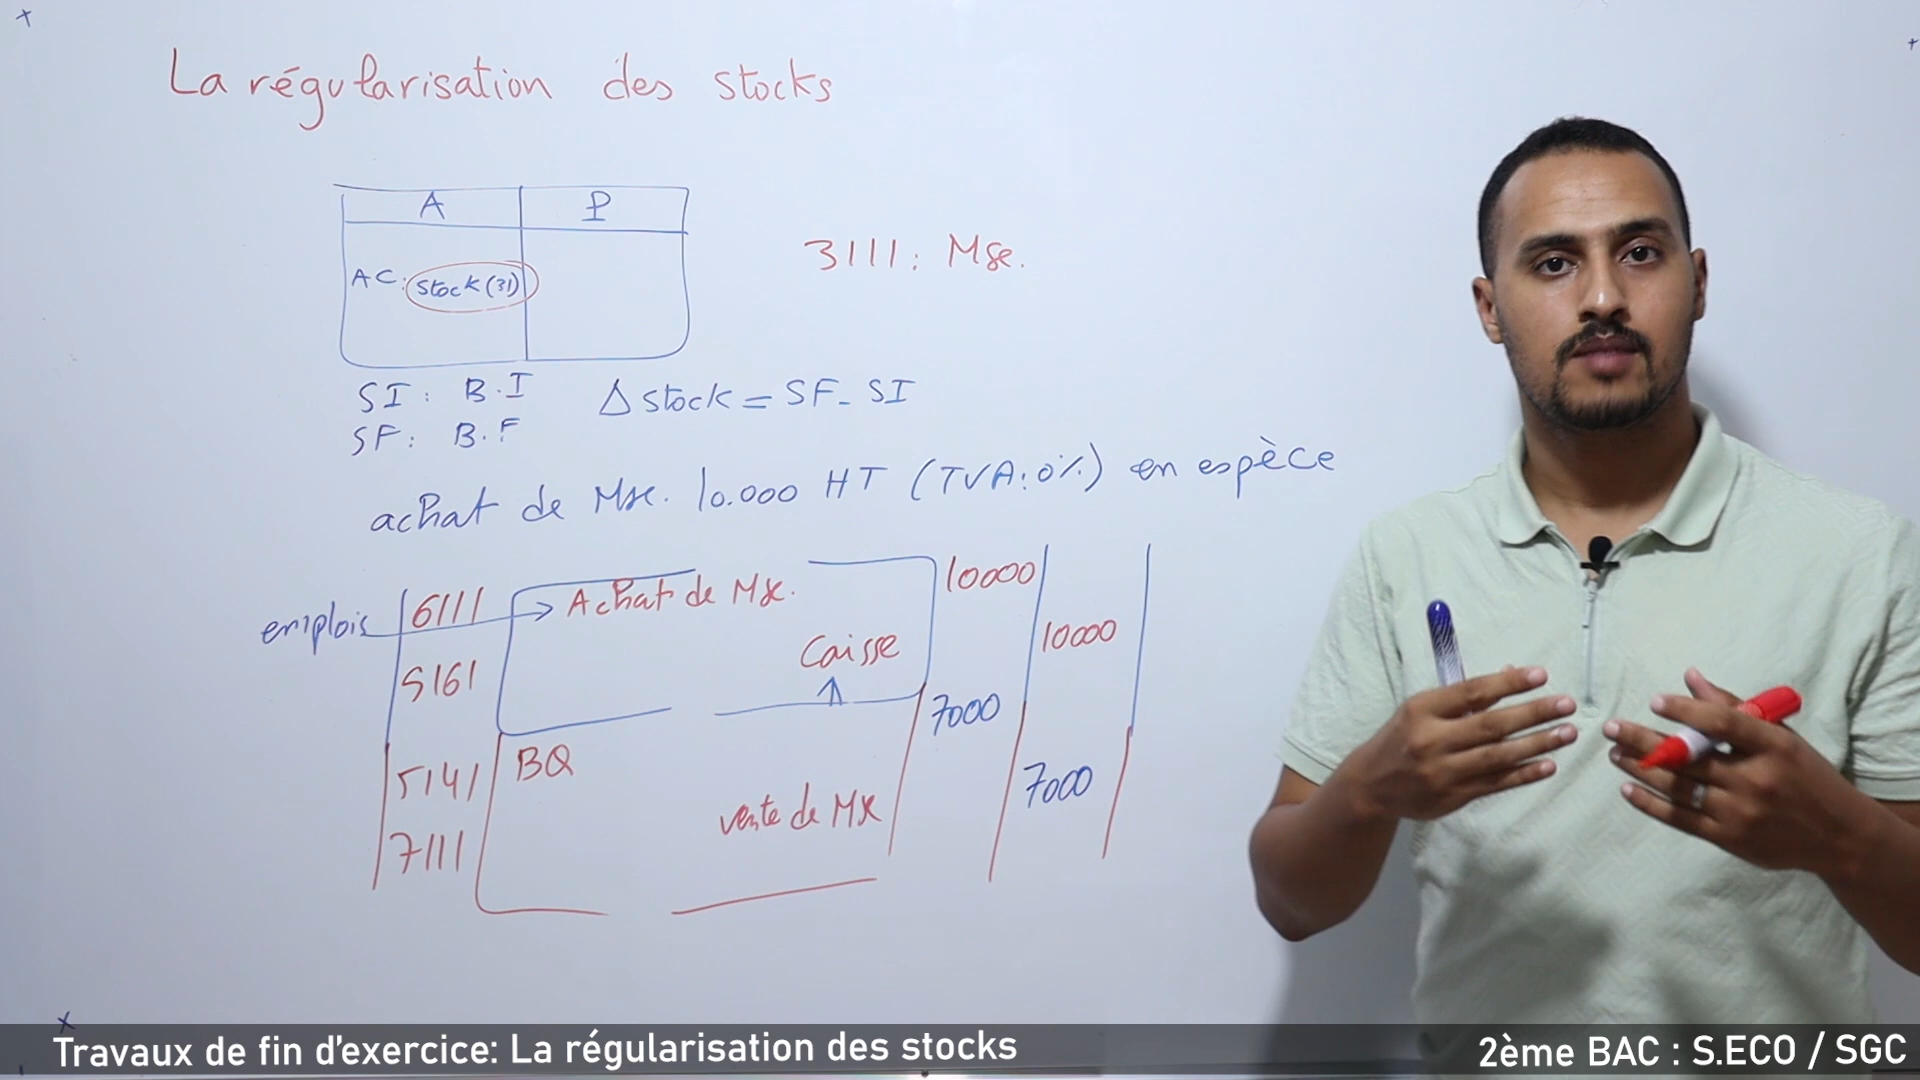 La régularisation des stocks
A P
AC: Stock (31)
3111: Mse.
SI: B.I
SF: B.F
Δ stock = SF - SI
achat de Mse. 10.000 HT (TVA: 0%) en espèce
emplois 6111 → Achat de Mse. 10000
5161 Caisse 10000
5141 BQ 7000
7111 vente de Mse 7000
Travaux de fin d'exercice: La régularisation des stocks
2ème BAC : S.ECO / SGC